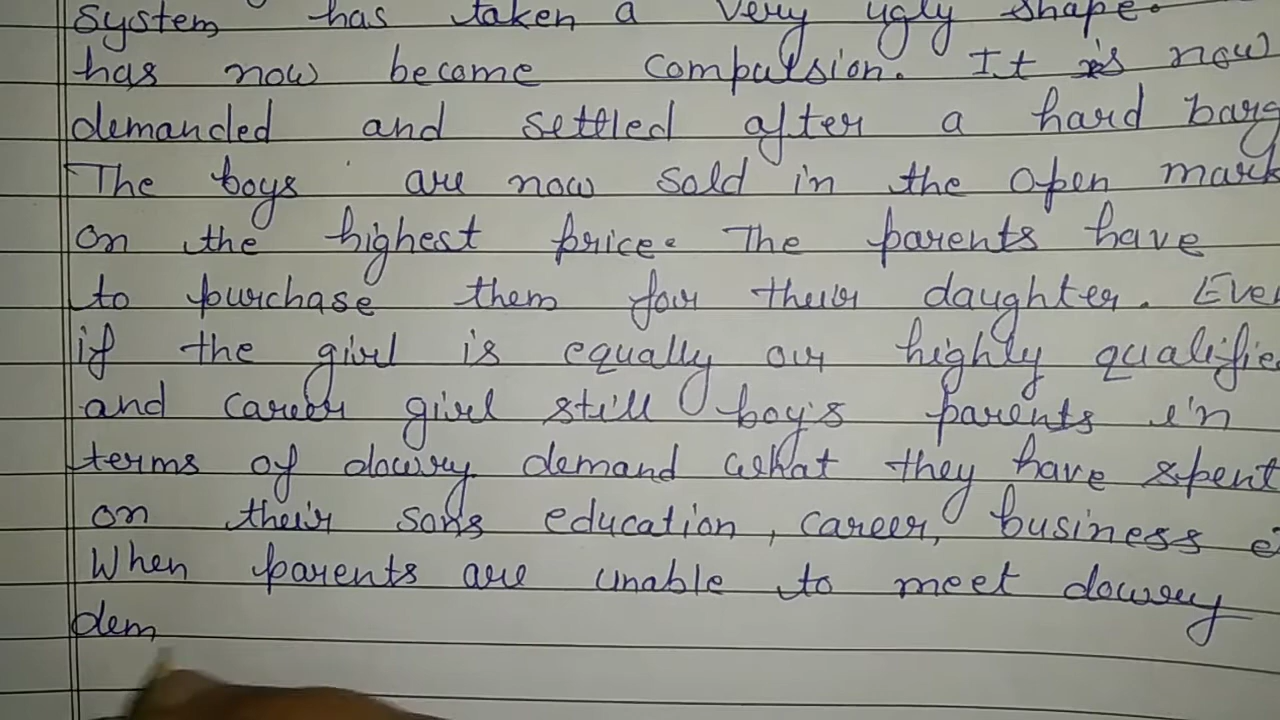 System has taken a very ugly shape.
has now become compulsion. It is now
demanded and settled after a hard barg
The boys are now sold in the open mark
on the highest price. The parents have
to purchase them for their daughter. Eve
if the girl is equally or highly qualifie
and career girl still boy's parents in
terms of dowry demand what they have spent
on their sons education, career, business e
When parents are unable to meet dowry
dem